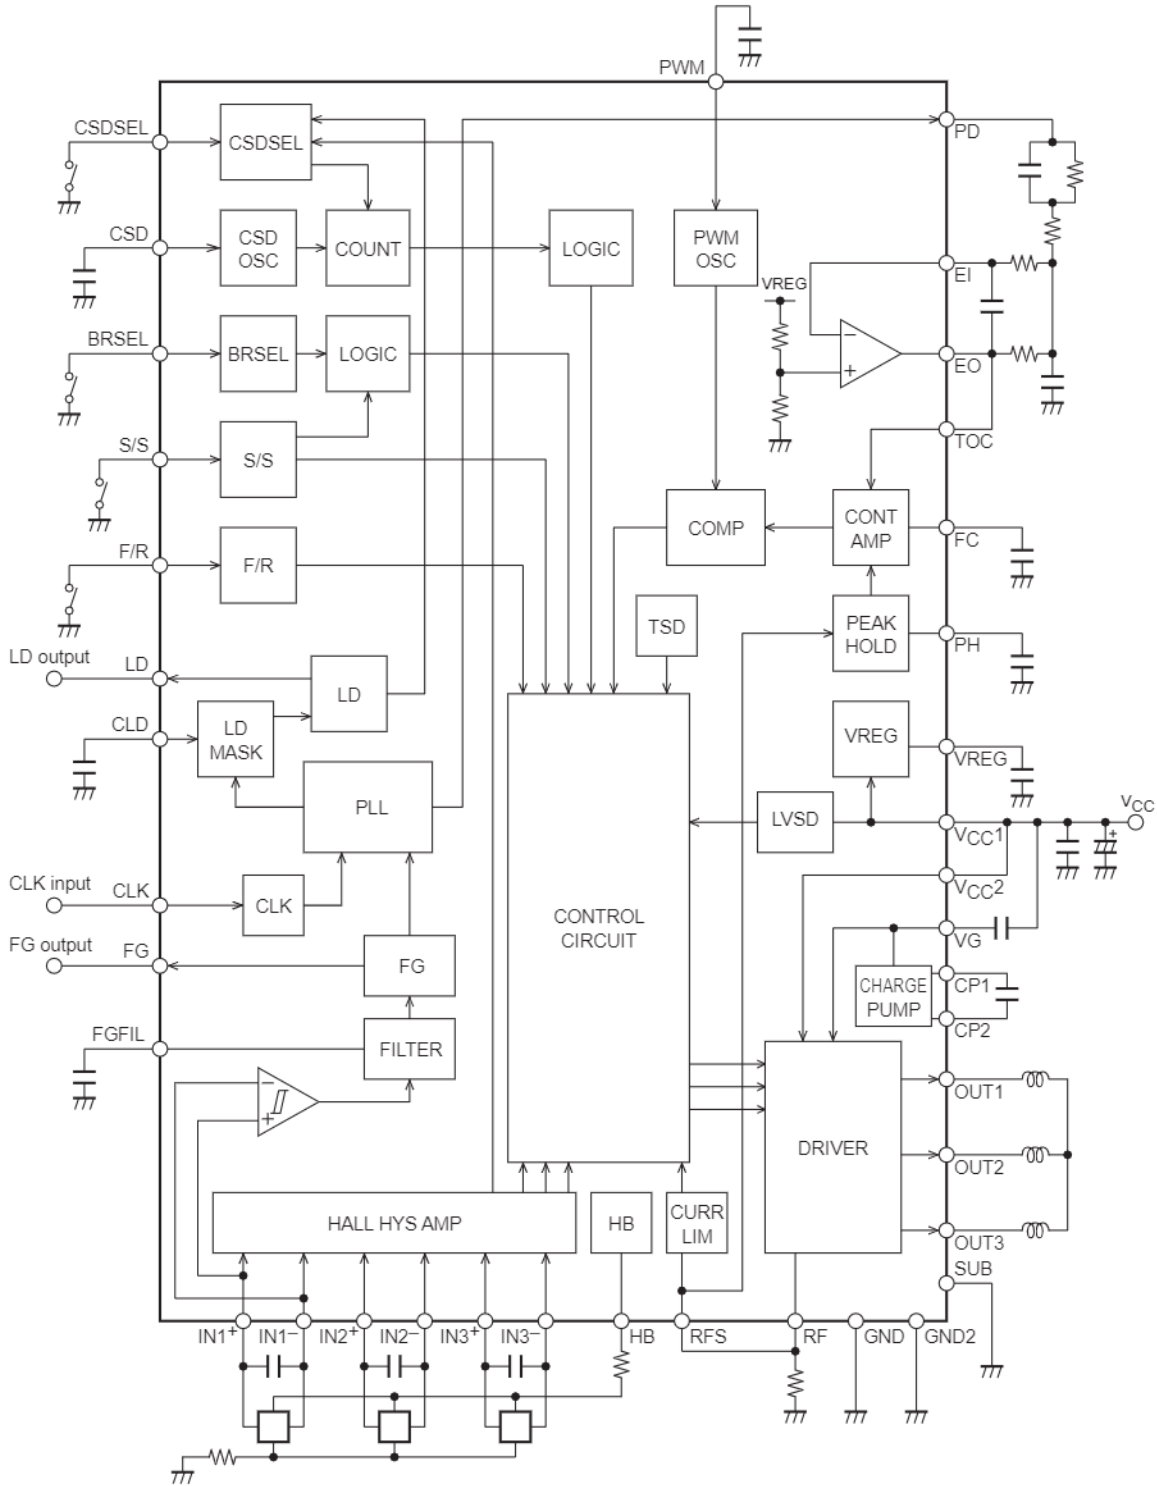 PWM
CSDSEL
CSDSEL
PD
CSD
CSD
OSC
COUNT
LOGIC
PWM
OSC
EI
VREG
BRSEL
BRSEL
LOGIC
−
+
EO
S/S
S/S
TOC
COMP
CONT
AMP
FC
F/R
F/R
TSD
PEAK
HOLD
PH
LD output
LD
LD
CLD
LD
MASK
VREG
VREG
PLL
LVSD
VCC1
VCC
+
CLK input
CLK
CLK
VCC2
CONTROL
CIRCUIT
FG output
FG
FG
VG
CHARGE
PUMP
CP1
CP2
FGFIL
FILTER
−
+
OUT1
DRIVER
OUT2
HALL HYS AMP
HB
CURR
LIM
OUT3
SUB
IN1+
IN1−
IN2+
IN2−
IN3+
IN3−
HB
RFS
RF
GND
GND2